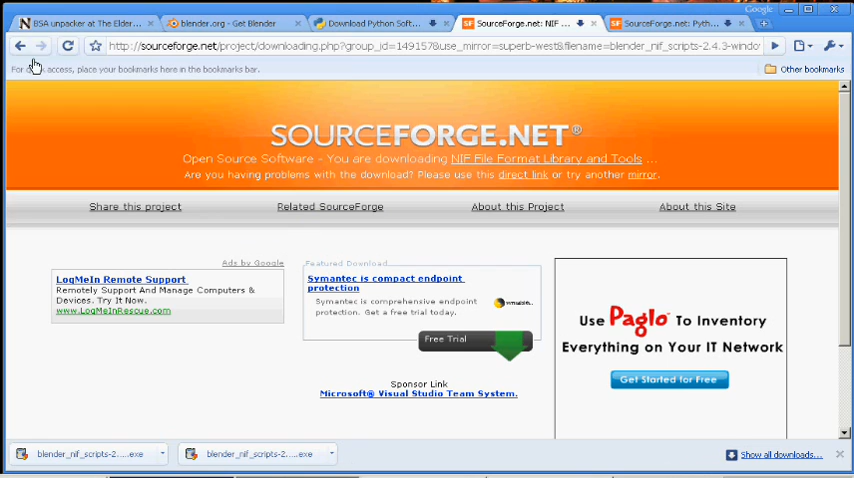 Google
BSA unpacker at The Elder...
blender.org - Get Blender
Download Python Soft...
SourceForge.net: NIF ...
SourceForge.net: Pyth...
http://sourceforge.net/project/downloading.php?group_id=149157&use_mirror=superb-west&filename=blender_nif_scripts-2.4.3-windo
For quick access, place your bookmarks here in the bookmarks bar.
Other bookmarks
SOURCEFORGE.NET®
Open Source Software - You are downloading NIF File Format Library and Tools ...
Are you having problems with the download? Please use this direct link or try another mirror.
Share this project
Related SourceForge
About this Project
About this Site
Ads by Google
LogMeIn Remote Support
Remotely Support And Manage Computers &
Devices. Try It Now.
www.LogMeInRescue.com
Featured Download
Symantec is compact endpoint
protection
Symantec is comprehensive endpoint
protection. Get a free trial today.
Free Trial
Sponsor Link
Microsoft® Visual Studio Team System.
Use Paglo To Inventory
Everything on Your IT Network
Get Started for Free
blender_nif_scripts-2.....exe
blender_nif_scripts-2.....exe
Show all downloads...